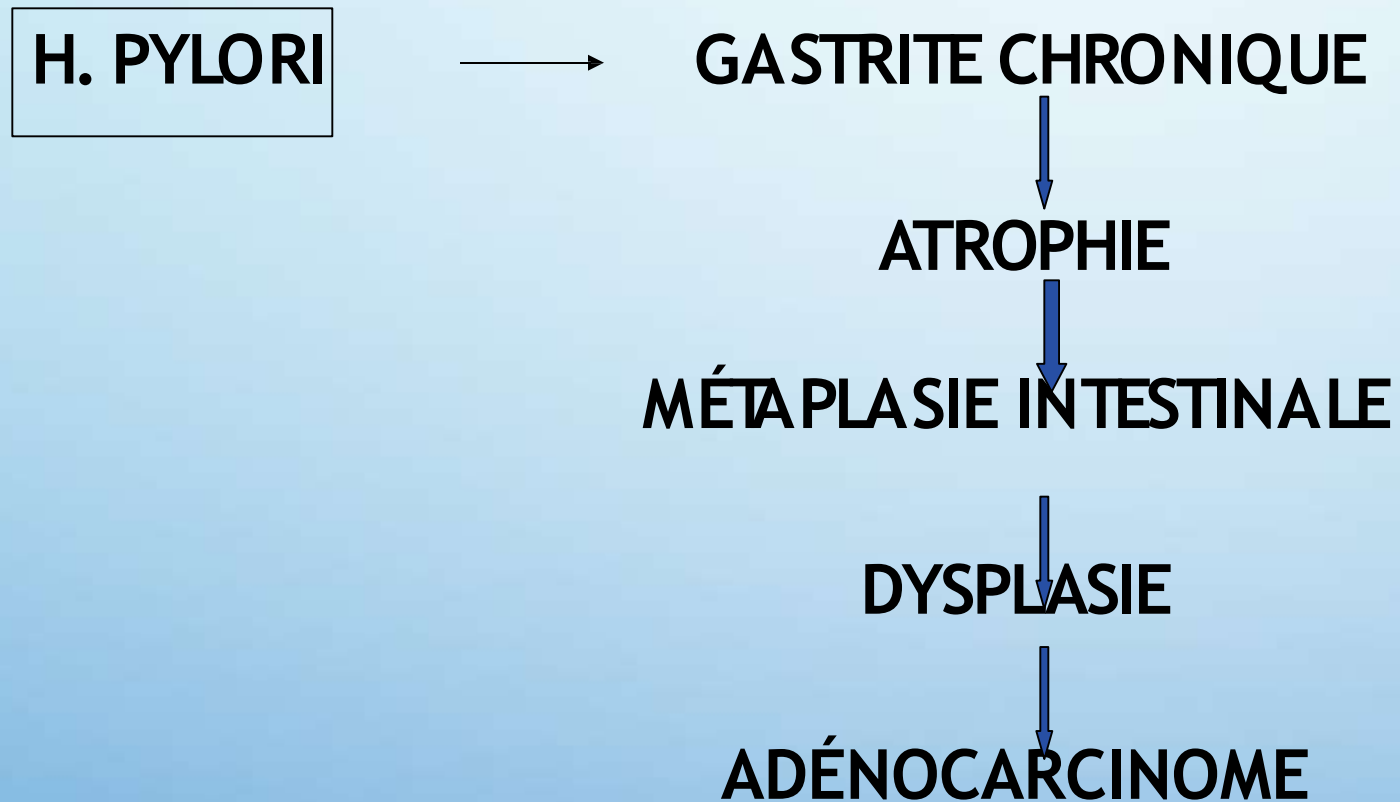 H. PYLORI
GASTRITE CHRONIQUE
ATROPHIE
MÉTAPLASIE INTESTINALE
DYSPLASIE
ADÉNOCARCINOME